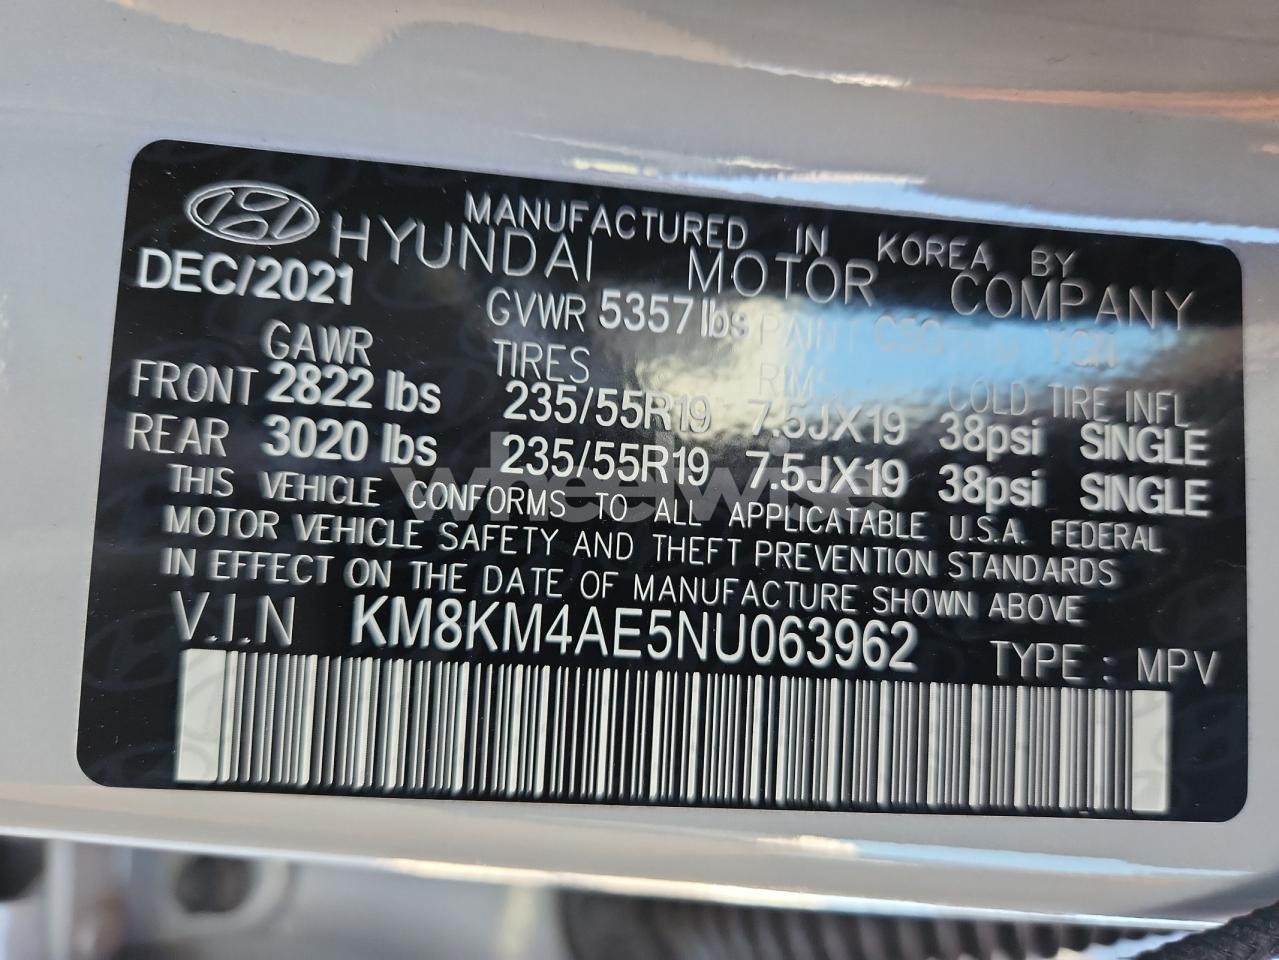 MANUFACTURED IN KOREA BY
HYUNDAI MOTOR COMPANY
DEC/2021 GVWR 5357 lbs PAINT
GAWR TIRES RIMS COLD TIRE INFL
FRONT 2822 lbs 235/55R19 7.5JX19 38psi SINGLE
REAR 3020 lbs 235/55R19 7.5JX19 38psi SINGLE
THIS VEHICLE CONFORMS TO ALL APPLICATABLE U.S.A. FEDERAL
MOTOR VEHICLE SAFETY AND THEFT PREVENTION STANDARDS
IN EFFECT ON THE DATE OF MANUFACTURE SHOWN ABOVE
V.I.N KM8KM4AE5NU063962 TYPE : MPV
wheelwise